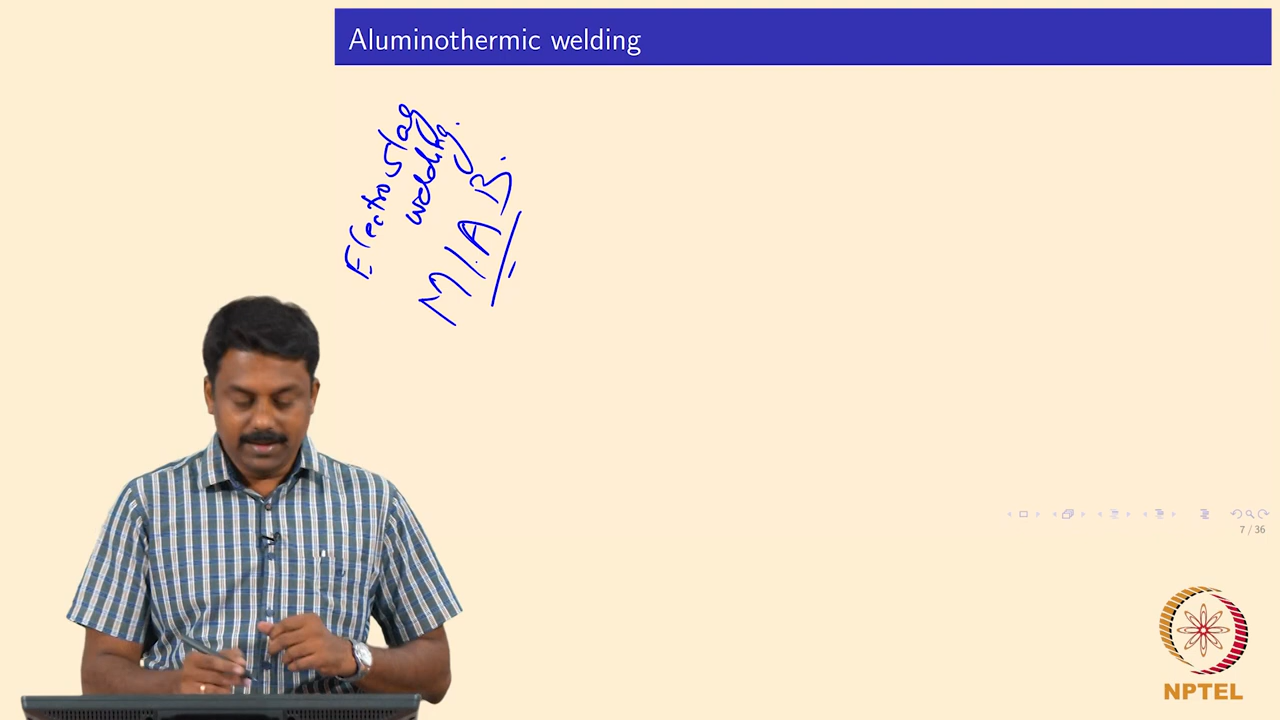 Aluminothermic welding
Electroslag
welding.
M.I.A.B.
7 / 36
NPTEL